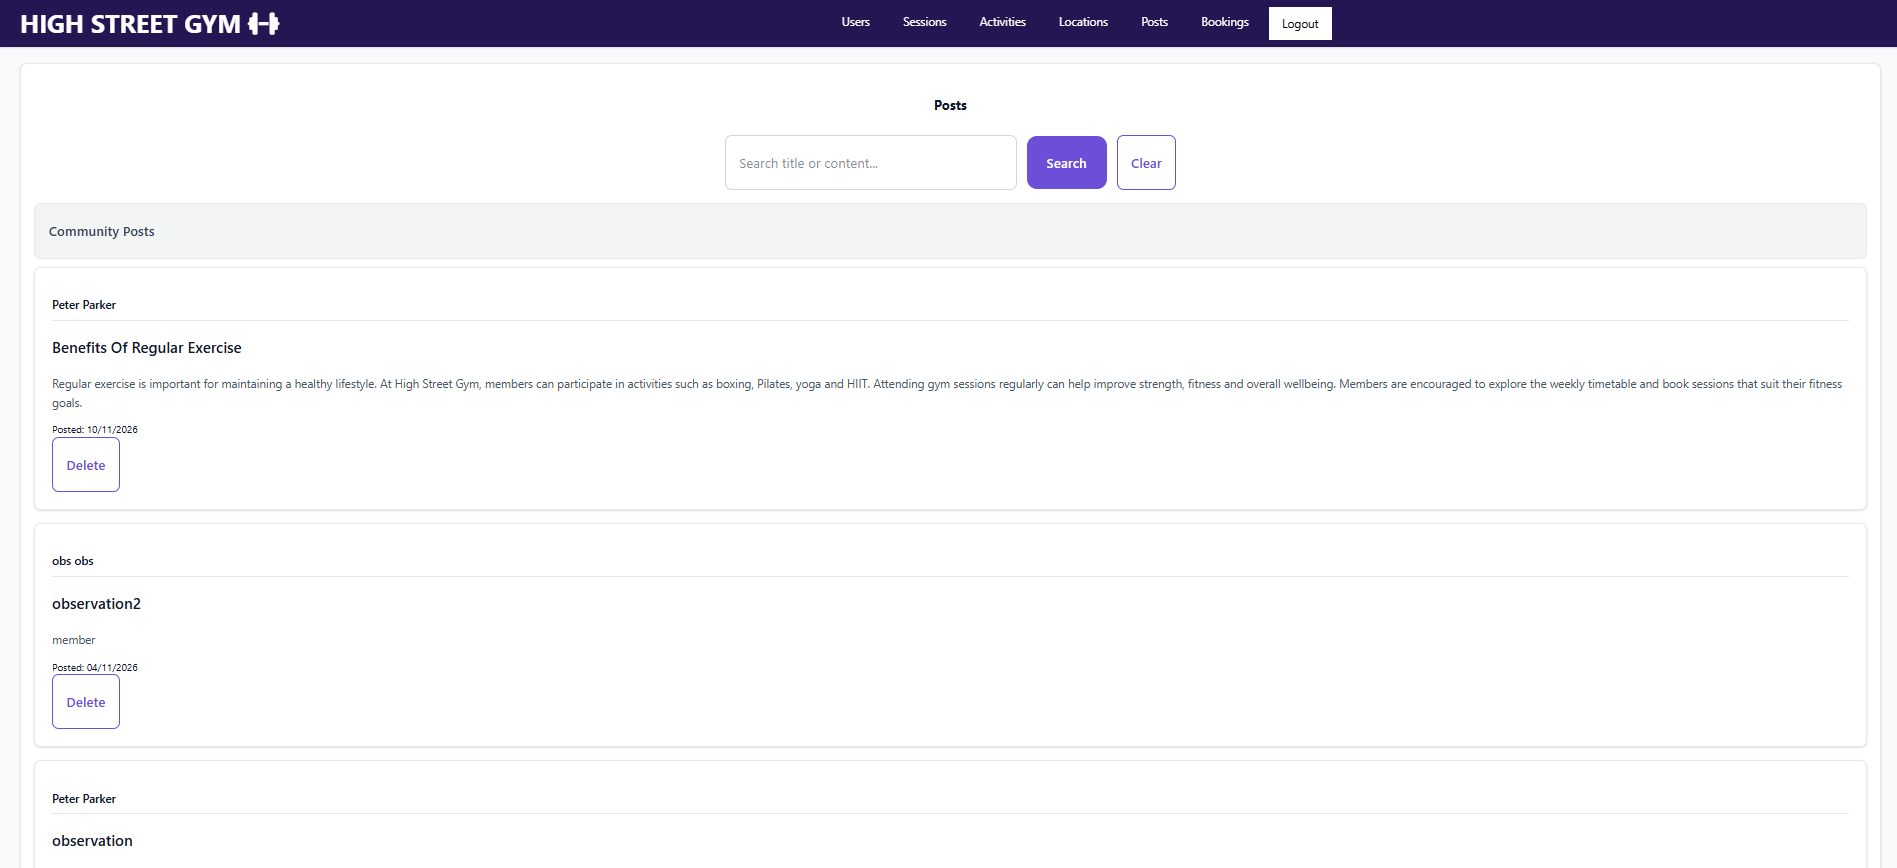 HIGH STREET GYM
Users Sessions Activities Locations Posts Bookings Logout
Posts
Search title or content... Search Clear
Community Posts
Peter Parker
Benefits Of Regular Exercise
Regular exercise is important for maintaining a healthy lifestyle. At High Street Gym, members can participate in activities such as boxing, Pilates, yoga and HIIT. Attending gym sessions regularly can help improve strength, fitness and overall wellbeing. Members are encouraged to explore the weekly timetable and book sessions that suit their fitness
goals.
Posted: 10/11/2026
Delete
obs obs
observation2
member
Posted: 04/11/2026
Delete
Peter Parker
observation